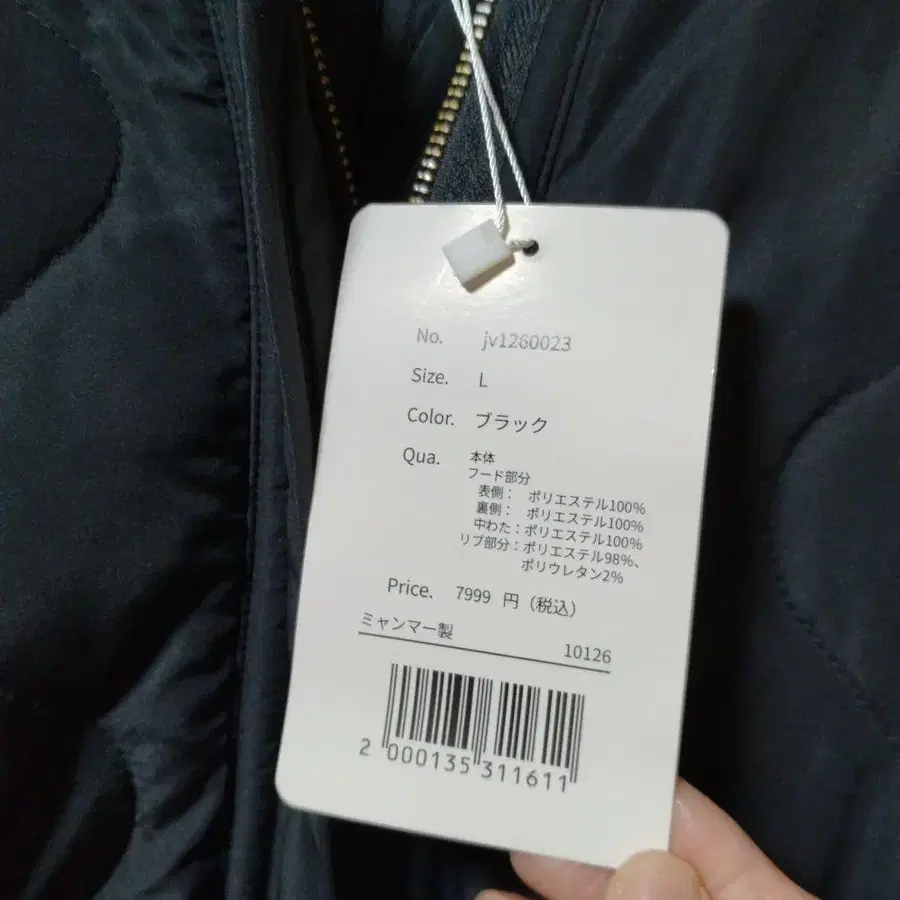 No. jv1260023
Size. L
Color. ブラック
Qua. 本体
フード部分
表側： ポリエステル100%
裏側： ポリエステル100%
中わた：ポリエステル100%
リブ部分：ポリエステル98%、
ポリウレタン2%
Price. 7999 円（税込）
ミャンマー製
10126
2 000135 311611